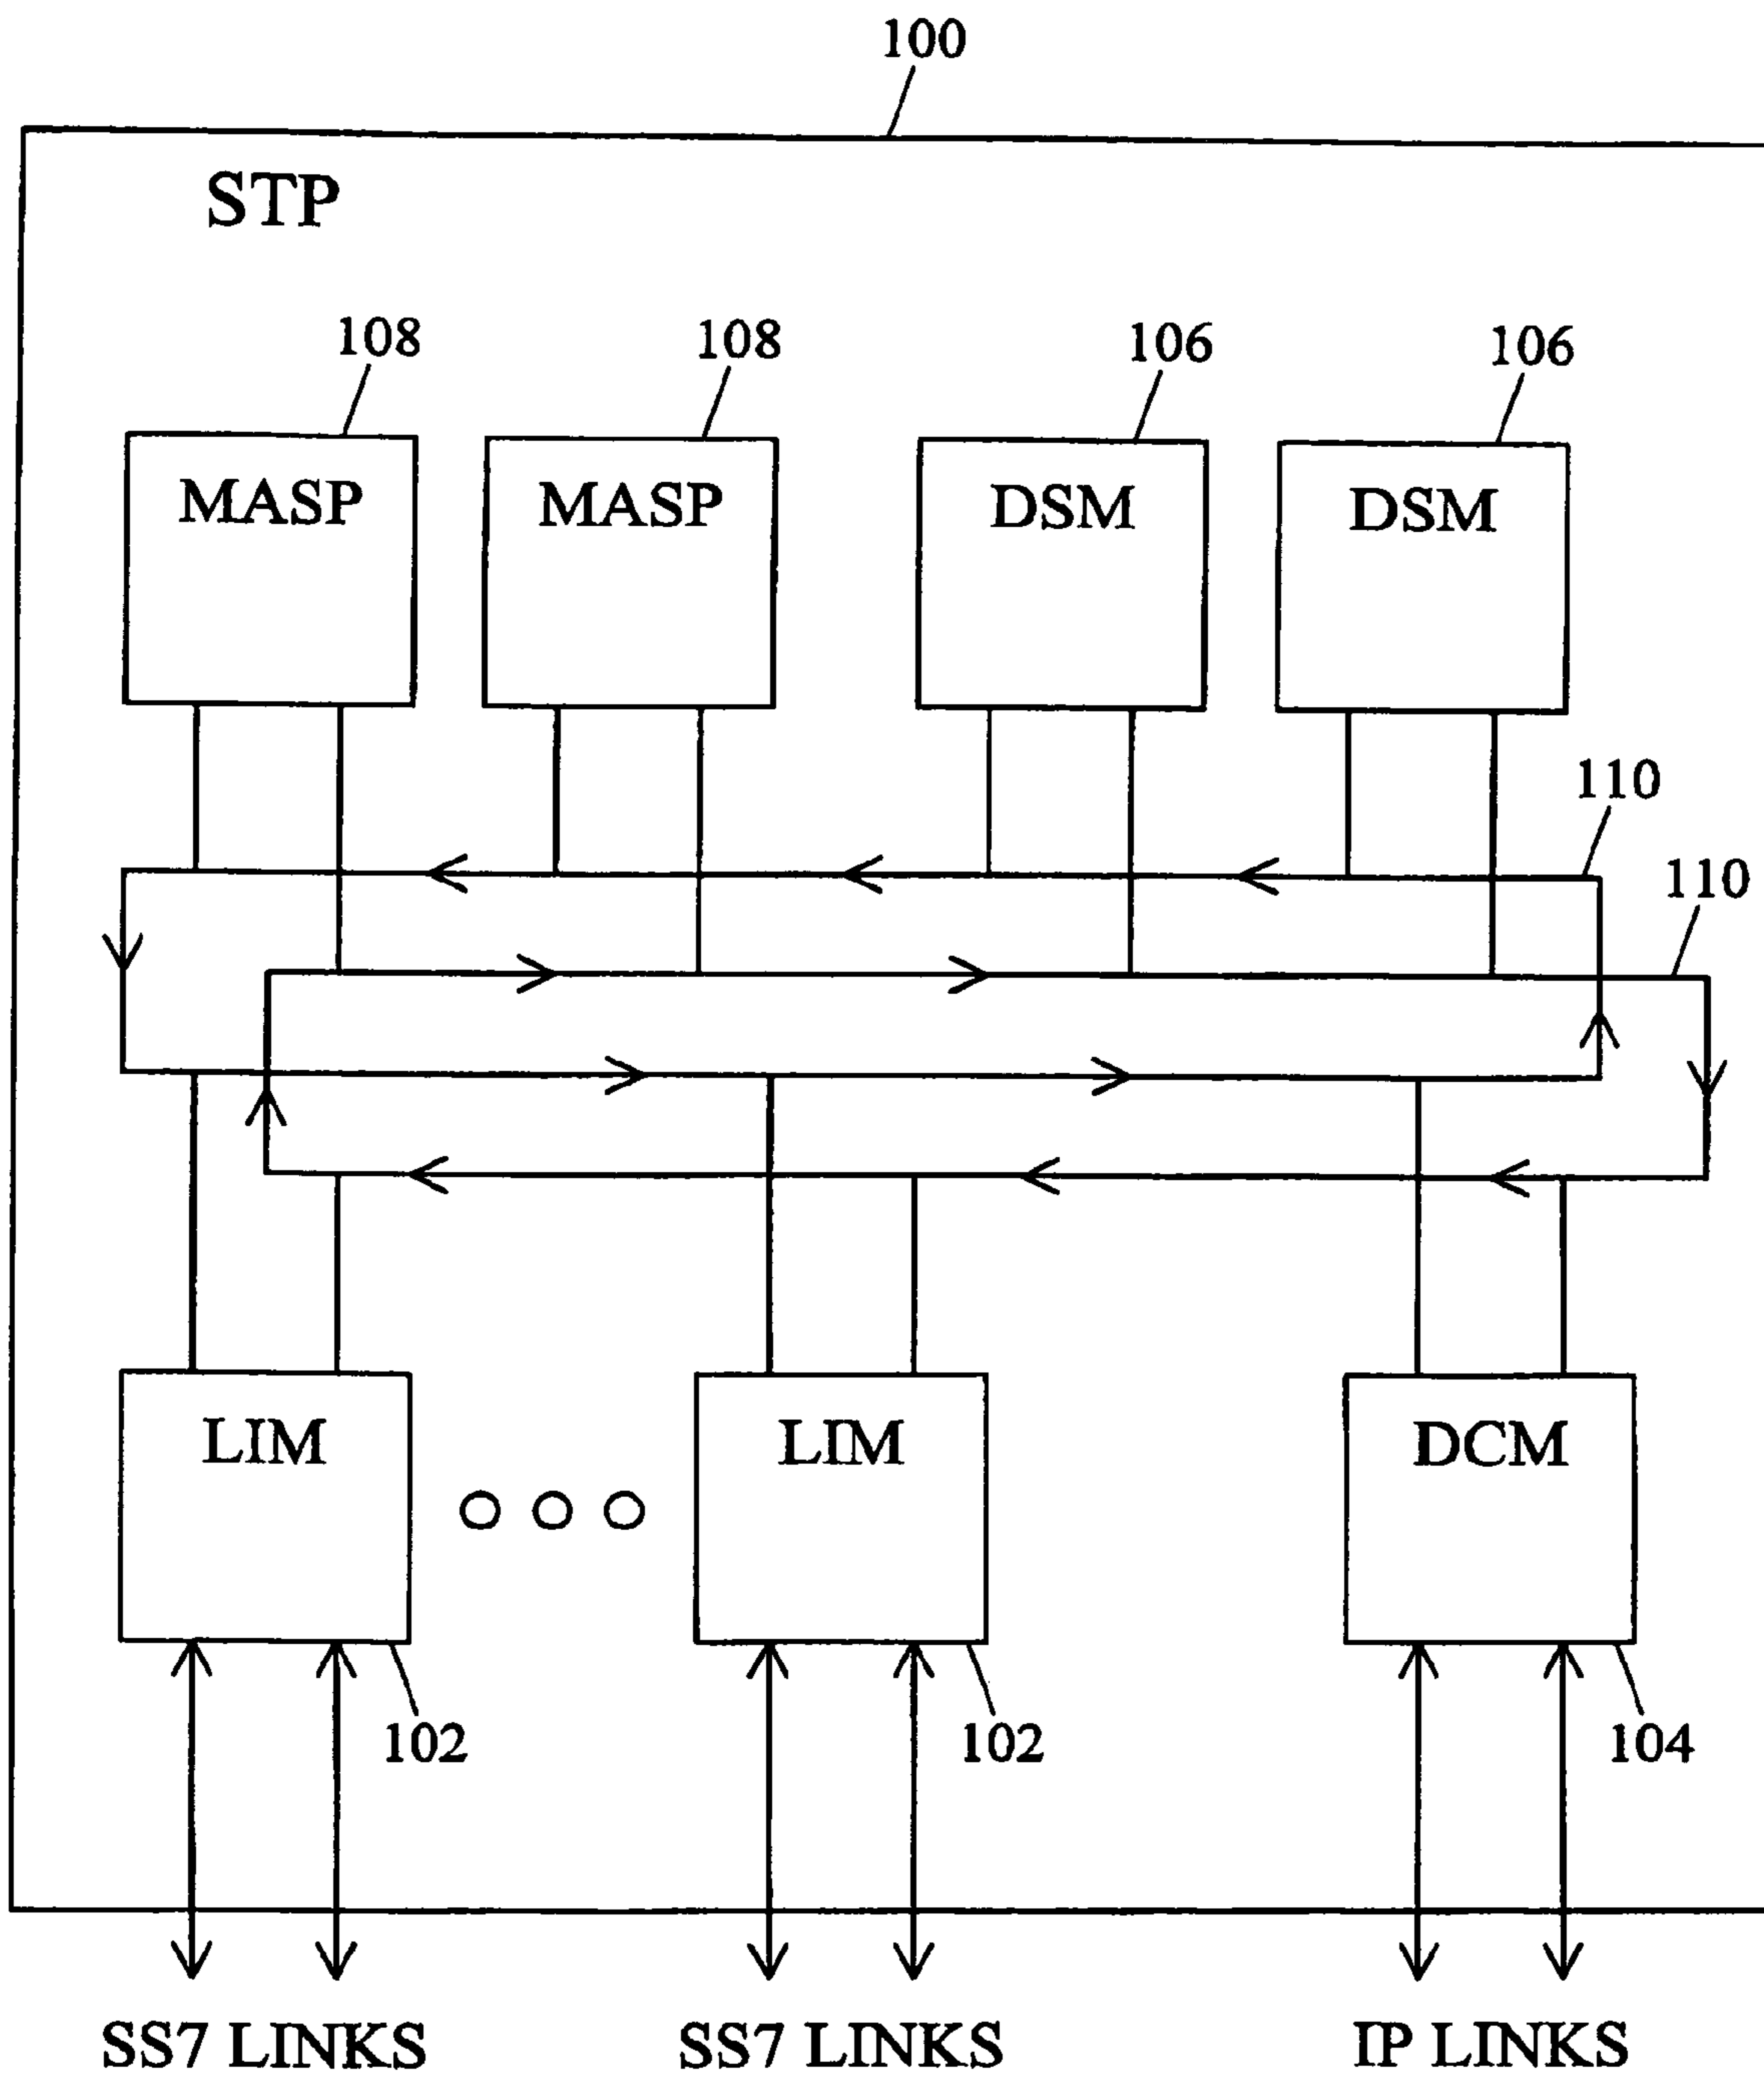 100
STP
108
108
106
106
MASP
MASP
DSM
DSM
110
110
LIM
LIM
DCM
102
102
104
SS7 LINKS
SS7 LINKS
IP LINKS